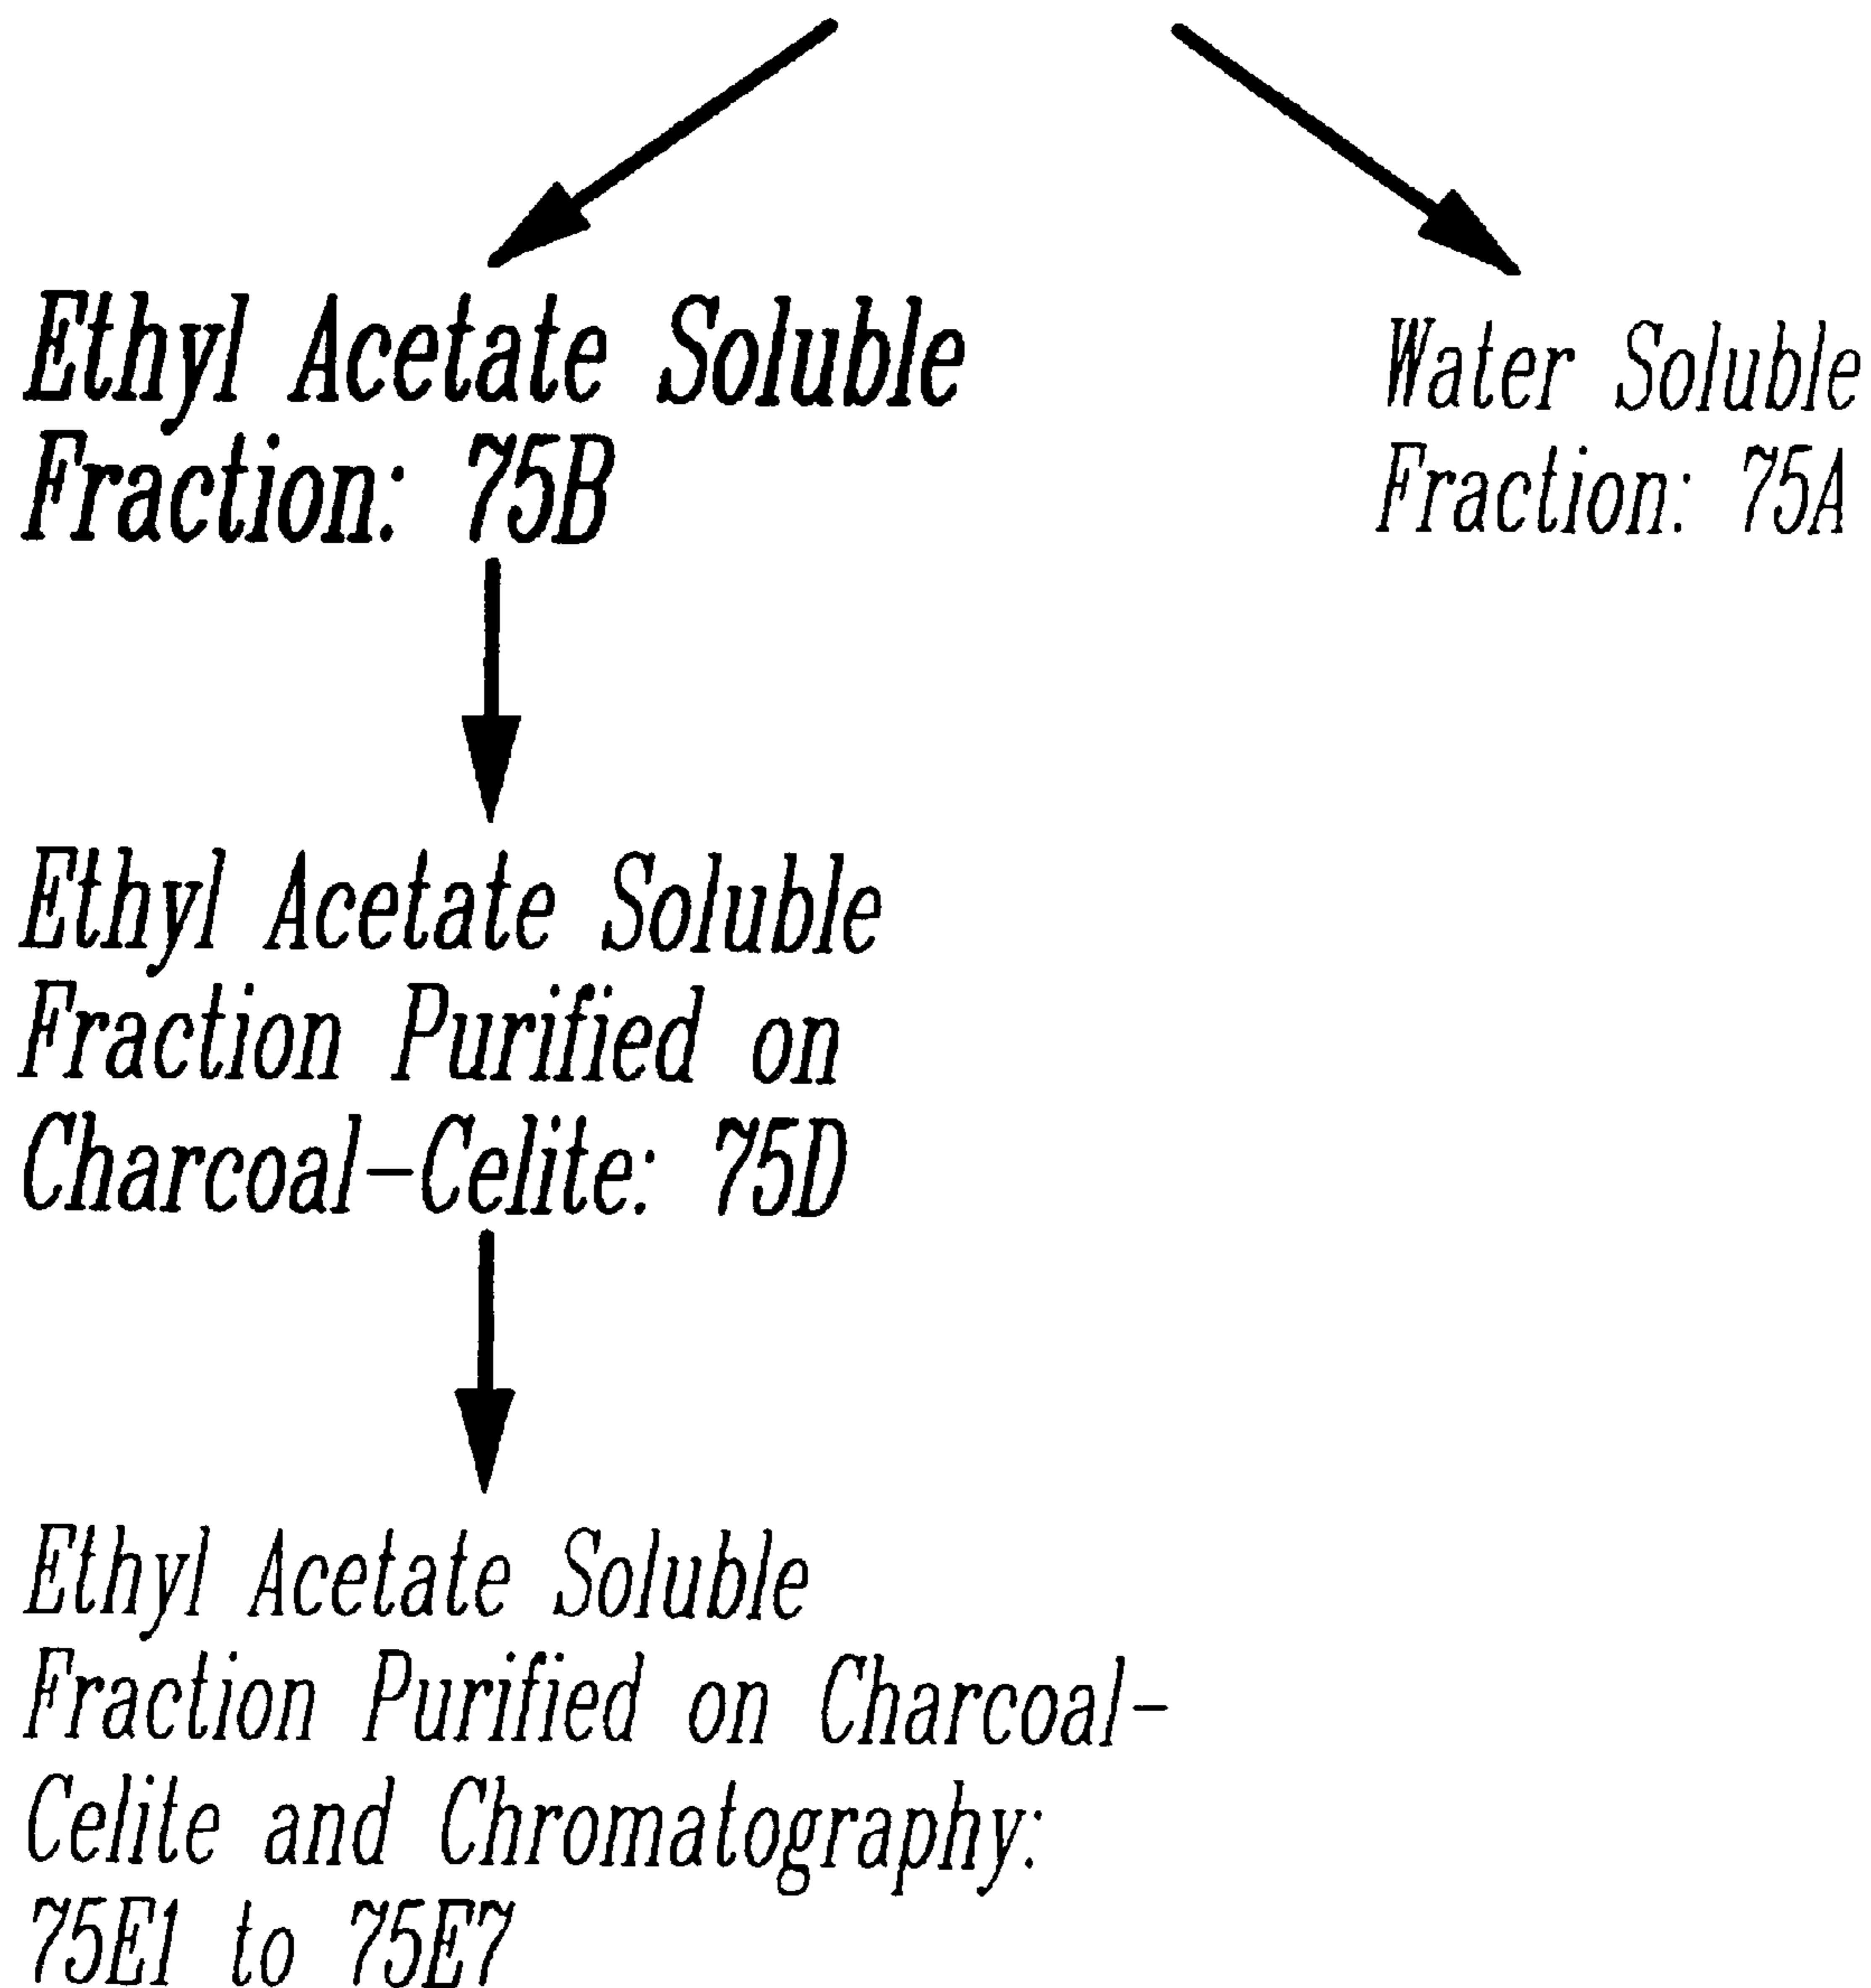 Ethyl Acetate Soluble
Fraction: 75B
Water Soluble
Fraction: 75A
Ethyl Acetate Soluble
Fraction Purified on
Charcoal-Celite: 75D
Ethyl Acetate Soluble
Fraction Purified on Charcoal-
Celite and Chromatography:
75E1 to 75E7